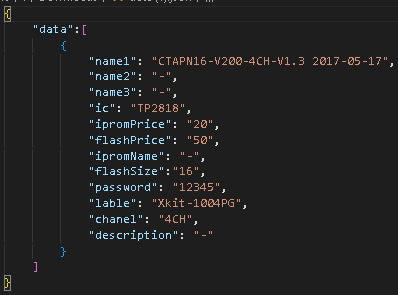 {
"data":[
{
"name1": "CTAPN16-V200-4CH-V1.3 2017-05-17",
"name2": "-",
"name3": "-",
"ic": "TP2818",
"ipromPrice": "20",
"flashPrice": "50",
"ipromName": "-",
"flashSize":"16",
"password": "12345",
"lable": "Xkit-1004PG",
"chanel": "4CH",
"description": "-"
}
]
}